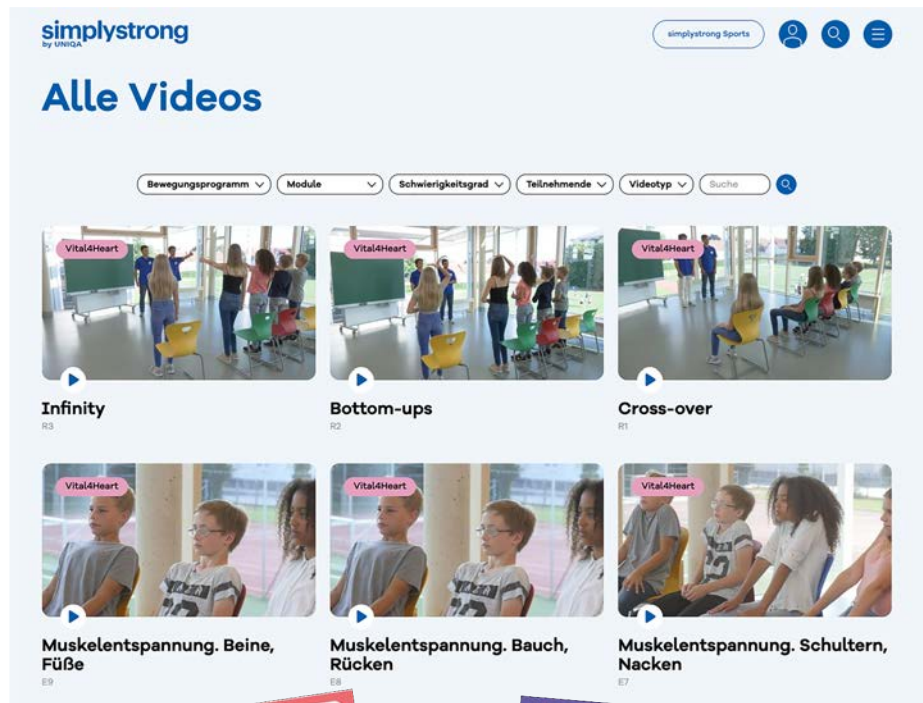 simplystrong
by UNIQA
simplystrong Sports
Alle Videos
Bewegungsprogramm
Module
Schwierigkeitsgrad
Teilnehmende
Videotyp
Suche
Vital4Heart
Vital4Heart
Vital4Heart
Infinity
R3
Bottom-ups
R2
Cross-over
R1
Vital4Heart
Vital4Heart
Vital4Heart
Muskelentspannung. Beine,
Füße
E9
Muskelentspannung. Bauch,
Rücken
E8
Muskelentspannung. Schultern,
Nacken
E7